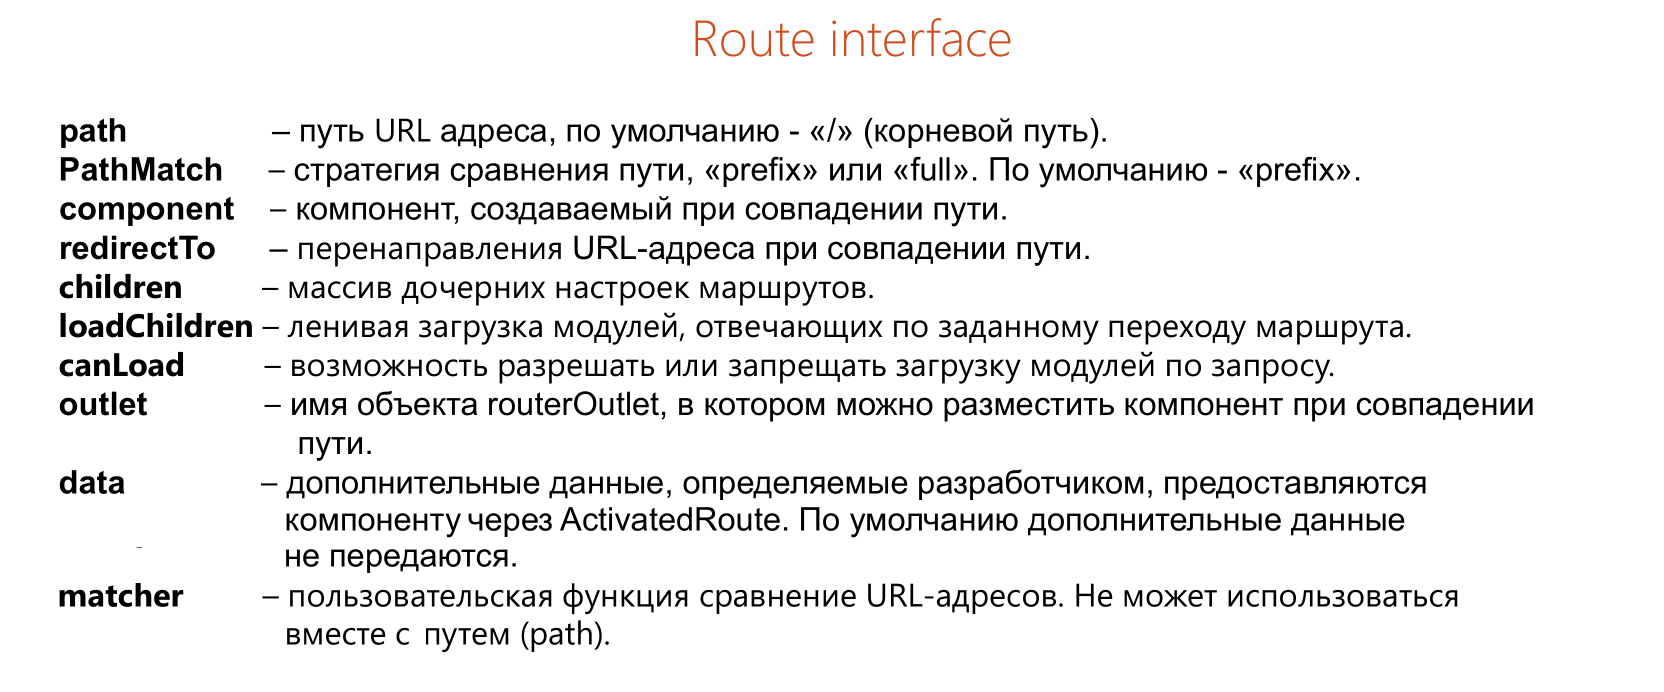 Route interface
path – путь URL адреса, по умолчанию - «/» (корневой путь).
PathMatch – стратегия сравнения пути, «prefix» или «full». По умолчанию - «prefix».
component – компонент, создаваемый при совпадении пути.
redirectTo – перенаправления URL-адреса при совпадении пути.
children – массив дочерних настроек маршрутов.
loadChildren – ленивая загрузка модулей, отвечающих по заданному переходу маршрута.
canLoad – возможность разрешать или запрещать загрузку модулей по запросу.
outlet – имя объекта routerOutlet, в котором можно разместить компонент при совпадении
пути.
data – дополнительные данные, определяемые разработчиком, предоставляются
компоненту через ActivatedRoute. По умолчанию дополнительные данные
не передаются.
matcher – пользовательская функция сравнение URL-адресов. Не может использоваться
вместе с путем (path).